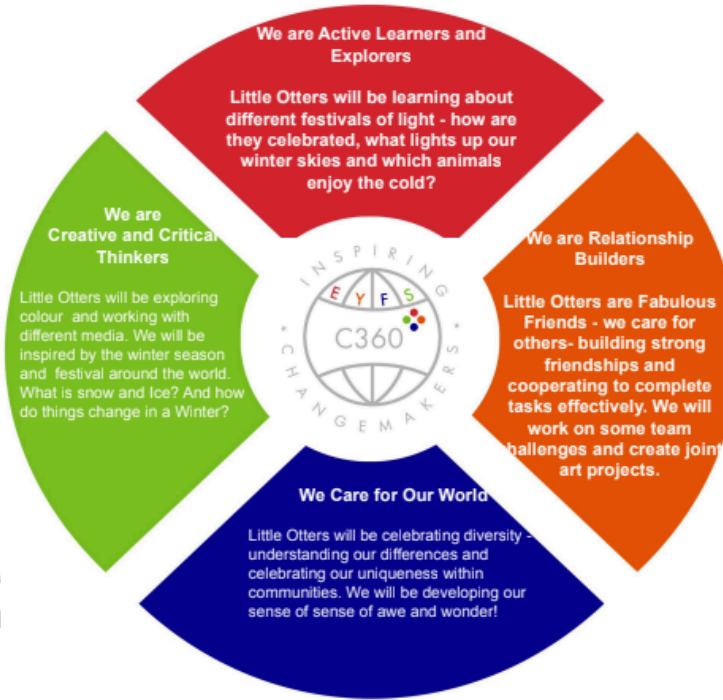 We are Active Learners and
Explorers
Little Otters will be learning about
different festivals of light - how are
they celebrated, what lights up our
winter skies and which animals
enjoy the cold?
We are
Creative and Critical
Thinkers
Little Otters will be exploring
colour and working with
different media. We will be
inspired by the winter season
and festival around the world.
What is snow and Ice? And how
do things change in a Winter?
INSPIRING
EYFS
C360
CHANGEMAKERS
We are Relationship
Builders
Little Otters are Fabulous
Friends - we care for
others- building strong
friendships and
cooperating to complete
tasks effectively. We will
work on some team
challenges and create joint
art projects.
We Care for Our World
Little Otters will be celebrating diversity -
understanding our differences and
celebrating our uniqueness within
communities. We will be developing our
sense of sense of awe and wonder!